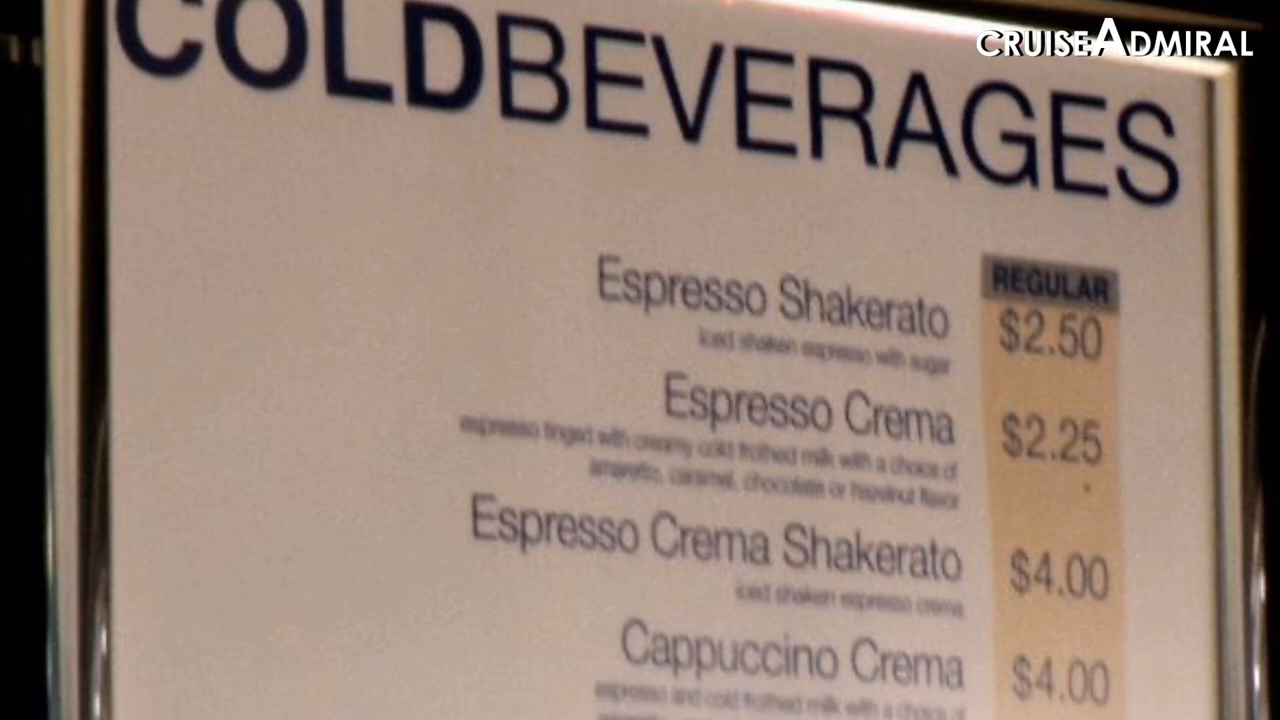 CRUISEADMIRAL
COLDBEVERAGES
REGULAR
Espresso Shakerato $2.50
iced shaken espresso with sugar
Espresso Crema $2.25
espresso tinged with creamy cold frothed milk with a choice of
amaretto, caramel, chocolate or hazelnut flavor
Espresso Crema Shakerato $4.00
iced shaken espresso crema
Cappuccino Crema $4.00
espresso and cold frothed milk with a choice of